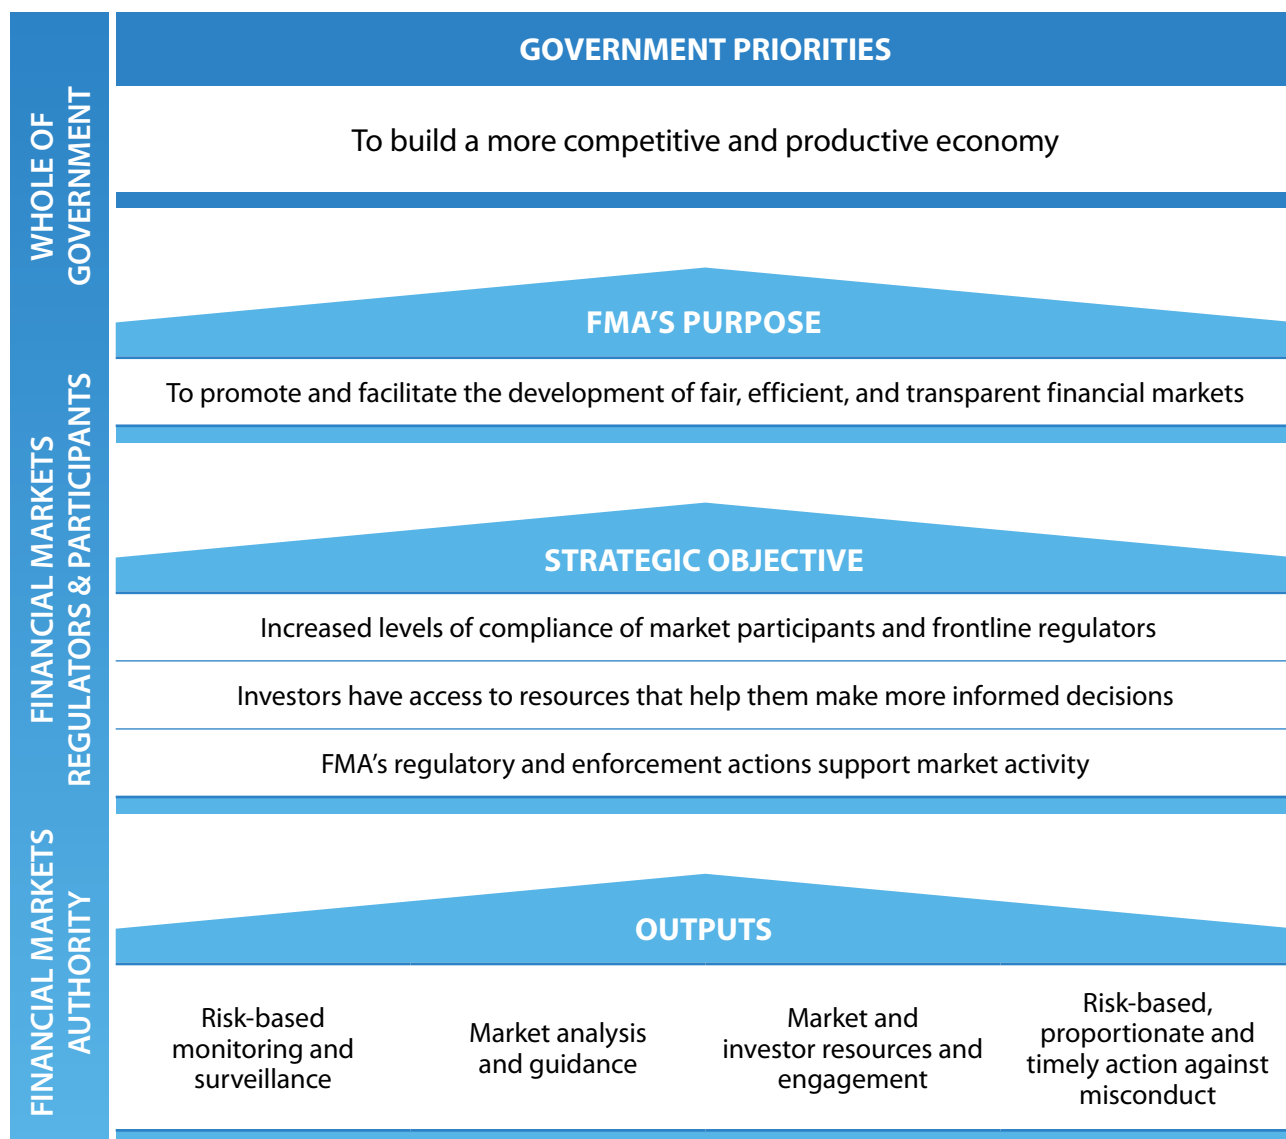 WHOLE OF
GOVERNMENT
GOVERNMENT PRIORITIES
To build a more competitive and productive economy
FINANCIAL MARKETS
REGULATORS & PARTICIPANTS
FMA’S PURPOSE
To promote and facilitate the development of fair, efficient, and transparent financial markets
STRATEGIC OBJECTIVE
Increased levels of compliance of market participants and frontline regulators
Investors have access to resources that help them make more informed decisions
FMA’s regulatory and enforcement actions support market activity
FINANCIAL MARKETS
AUTHORITY
OUTPUTS
Risk-based
monitoring and
surveillance
Market analysis
and guidance
Market and
investor resources and
engagement
Risk-based,
proportionate and
timely action against
misconduct